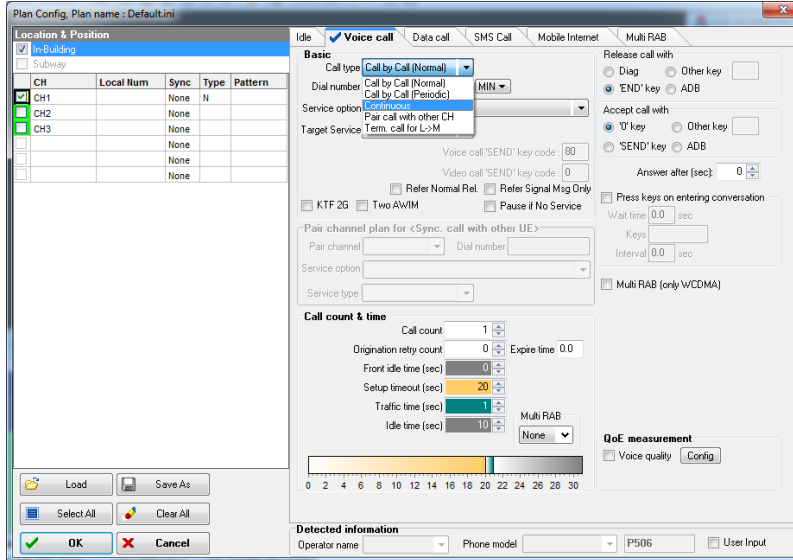 Plan Config, Plan name : Default.ini
Location & Position
In-Building
Subway
CH Local Num Sync Type Pattern
CH1 None N
CH2 None
CH3 None
None
None
None
Load Save As
Select All Clear All
OK Cancel
Idle Voice call Data call SMS Call Mobile Internet Multi RAB
Basic
Call type Call by Call (Normal)
Call by Call (Normal)
Call by Call (Periodic)
Continuous
Pair call with other CH
Term. call for L->M
Dial number MIN
Service option
Target Service
Voice call 'SEND' key code : 80
Video call 'SEND' key code : 0
Refer Normal Rel. Refer Signal Msg Only
KTF 2G Two AWIM Pause if No Service
Pair channel plan for <Sync. call with other UE>
Pair channel Dial number
Service option
Service type
Call count & time
Call count 1
Origination retry count 0 Expire time 0.0
Front idle time (sec) 0
Setup timeout (sec) 20
Traffic time (sec) 1
Idle time (sec) 10
Multi RAB
None
0 2 4 6 8 10 12 14 16 18 20 22 24 26 28 30
Release call with
Diag Other key
'END' key ADB
Accept call with
'0' key Other key
'SEND' key ADB
Answer after (sec): 0
Press keys on entering conversation
Wait time 0.0 sec
Keys
Interval 0.0 sec
Multi RAB (only WCDMA)
QoE measurement
Voice quality Config
Detected information
Operator name Phone model P506 User Input